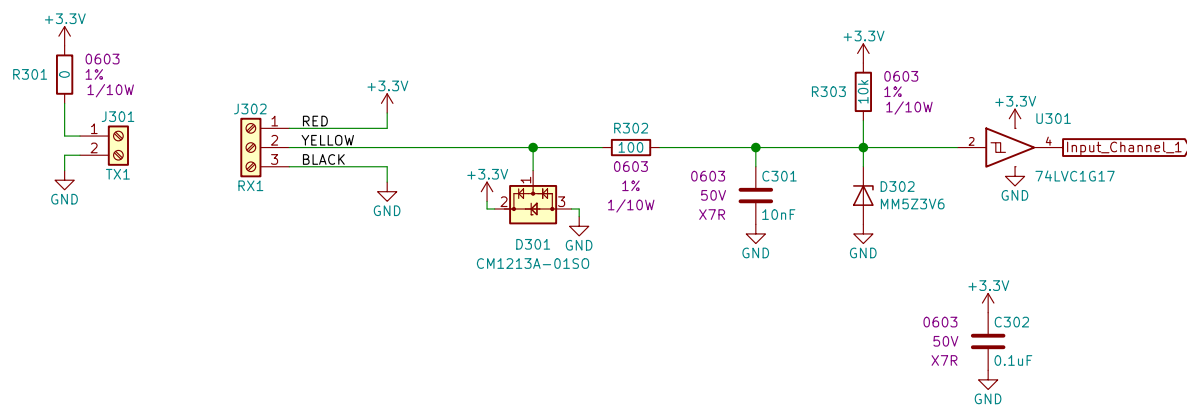 +3.3V
R301
0
0603
1%
1/10W
J301
1
2
TX1
GND
J302
1
2
3
RX1
RED
YELLOW
BLACK
+3.3V
GND
+3.3V
1
2
3
D301
CM1213A-01SO
GND
R302
100
0603
1%
1/10W
0603
50V
X7R
C301
10nF
GND
+3.3V
R303
10k
0603
1%
1/10W
D302
MM5Z3V6
GND
+3.3V
U301
2
4
74LVC1G17
GND
Input_Channel_1
+3.3V
0603
50V
X7R
C302
0.1uF
GND